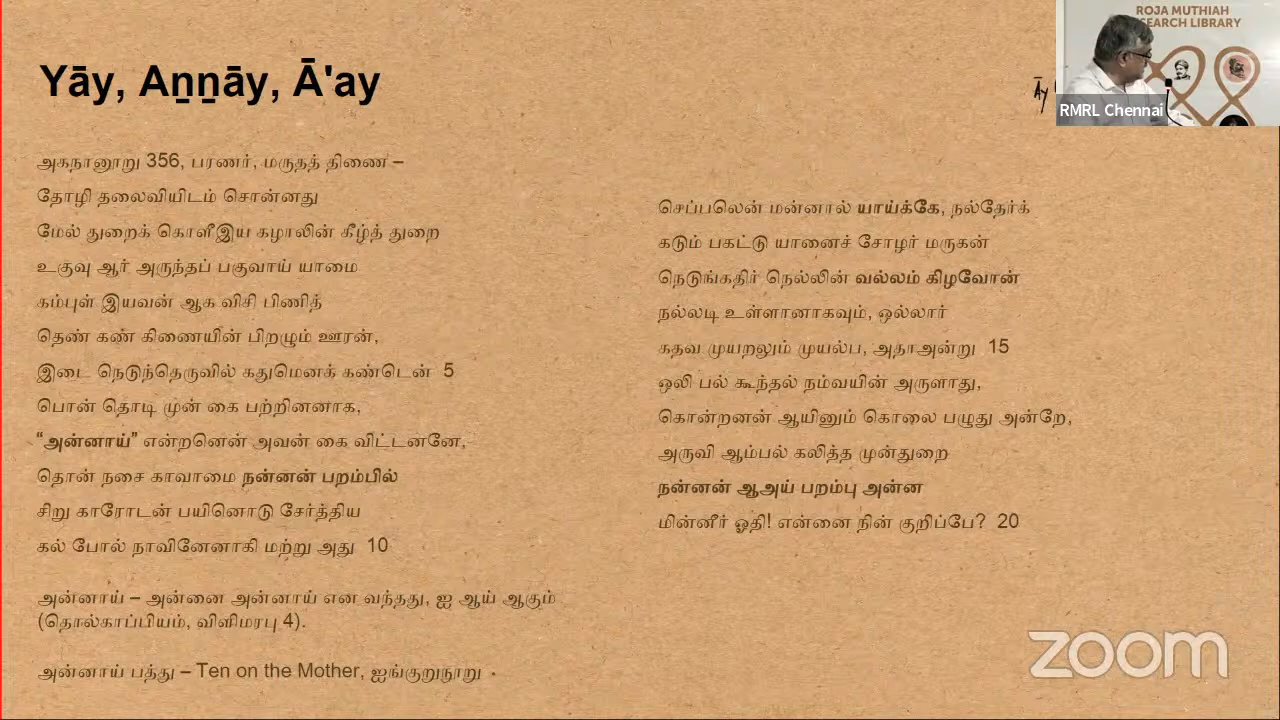 Yāy, Aṉṉāy, Ā'ay
அகநானூறு 356, பரணர், மருதத் திணை –
தோழி தலைவியிடம் சொன்னது
மேல் துறைக் கொளீஇய கழாலின் கீழ்த் துறை
உகுவு ஆர் அருந்தப் பகுவாய் யாமை
கம்புள் இயவன் ஆக விசி பிணித்
தெண் கண் கிணையின் பிறழும் ஊரன்,
இடை நெடுந்தெருவில் கதுமெனக் கண்டென் 5
பொன் தொடி முன் கை பற்றினனாக,
“அன்னாய்” என்றனென் அவன் கை விட்டனனே,
தொன் நசை காவாமை நன்னன் பறம்பில்
சிறு காரோடன் பயினொடு சேர்த்திய
கல் போல் நாவினேனாகி மற்று அது 10
அன்னாய் – அன்னை அன்னாய் என வந்தது, ஐ ஆய் ஆகும்
(தொல்காப்பியம், விளிமரபு 4).
அன்னாய் பத்து – Ten on the Mother, ஐங்குறுநூறு
செப்பலென் மன்னால் யாய்க்கே, நல்தேர்க்
கடும் பகட்டு யானைச் சோழர் மருகன்
நெடுங்கதிர் நெல்லின் வல்லம் கிழவோன்
நல்லடி உள்ளானாகவும், ஒல்லார்
கதவ முயறலும் முயல்ப, அதாஅன்று 15
ஒலி பல் கூந்தல் நம்வயின் அருளாது,
கொன்றனன் ஆயினும் கொலை பழுது அன்றே,
அருவி ஆம்பல் கலித்த முன்துறை
நன்னன் ஆஅய் பறம்பு அன்ன
மின்னீர் ஓதி! என்னை நின் குறிப்பே? 20
Āy
ROJA MUTHIAH
RESEARCH LIBRARY
RMRL Chennai
zoom